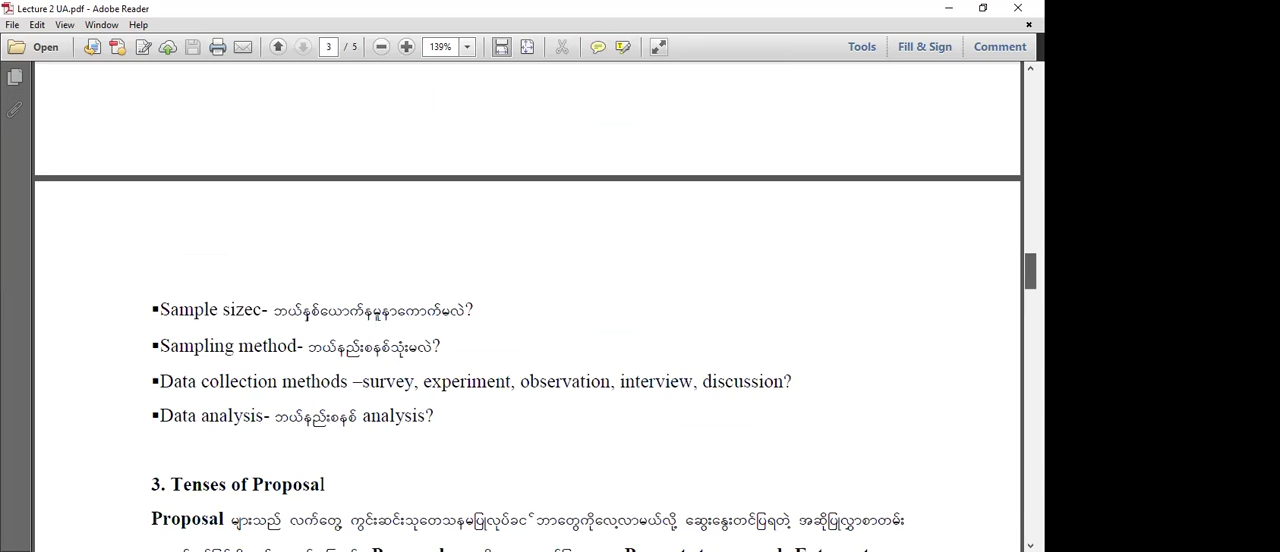 Lecture 2 UA.pdf - Adobe Reader
File Edit View Window Help
Open 3 / 5 139% Tools Fill & Sign Comment
▪Sample sizec- ဘယ်နှစ်ယောက်နမူနာကောက်မလဲ?
▪Sampling method- ဘယ်နည်းစနစ်သုံးမလဲ?
▪Data collection methods –survey, experiment, observation, interview, discussion?
▪Data analysis- ဘယ်နည်းစနစ် analysis?
3. Tenses of Proposal
Proposal များသည် လက်တွေ့ ကွင်းဆင်းသုတေသနမပြုလုပ်ခင် ဘာတွေကိုလေ့လာမယ်လို့ ဆွေးနွေးတင်ပြရတဲ့ အဆိုပြုလွှာစာတမ်း